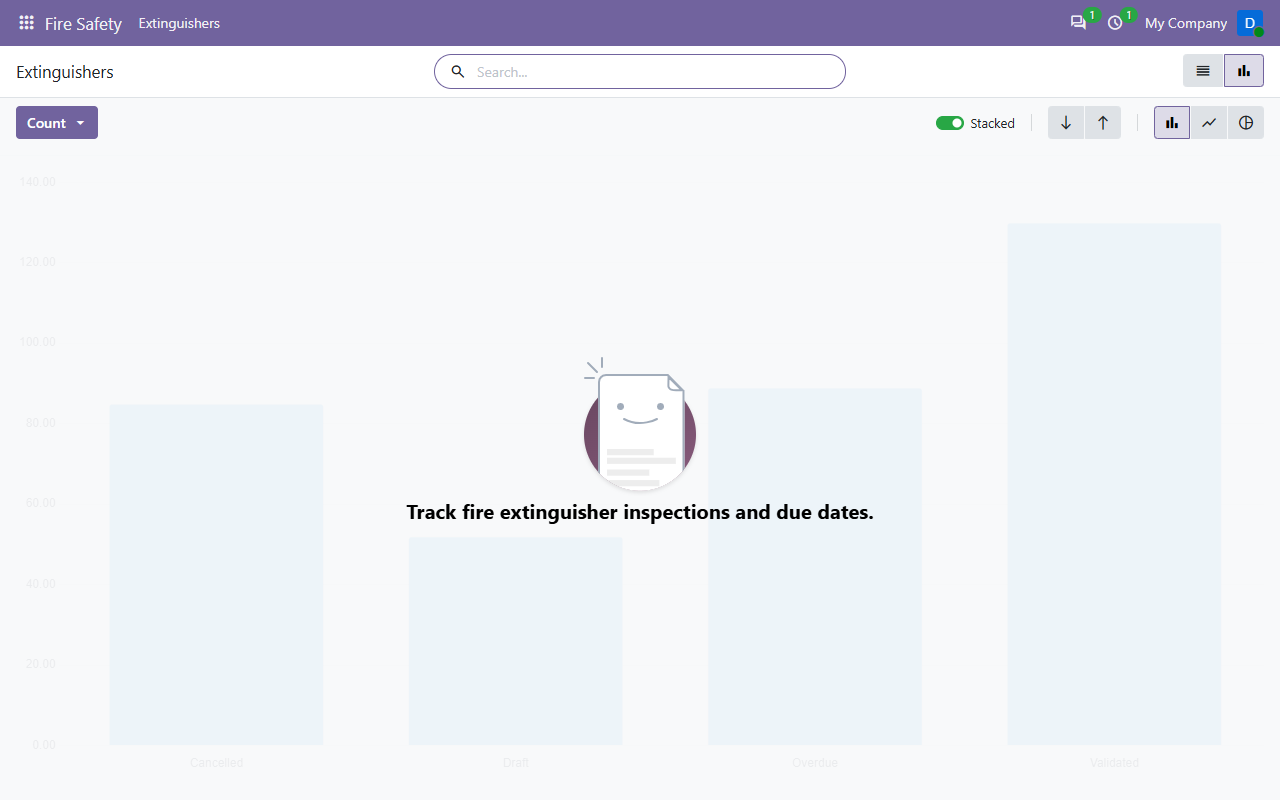 Fire Safety
Extinguishers
1
1
My Company
D
Extinguishers
Search...
Count
Stacked
140.00
120.00
100.00
80.00
60.00
40.00
20.00
0.00
Track fire extinguisher inspections and due dates.
Cancelled
Draft
Overdue
Validated